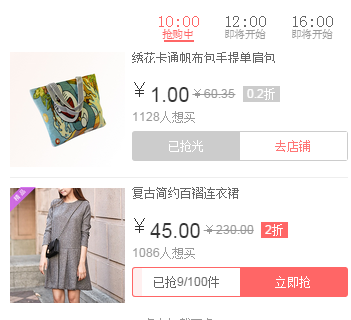 10:00 12:00 16:00
抢购中 即将开始 即将开始
绣花卡通帆布包手提单肩包
¥ 1.00 ¥60.35 0.2折
1128人想买
已抢光 去店铺
复古简约百褶连衣裙
¥ 45.00 ¥230.00 2折
1086人想买
已抢9/100件 立即抢